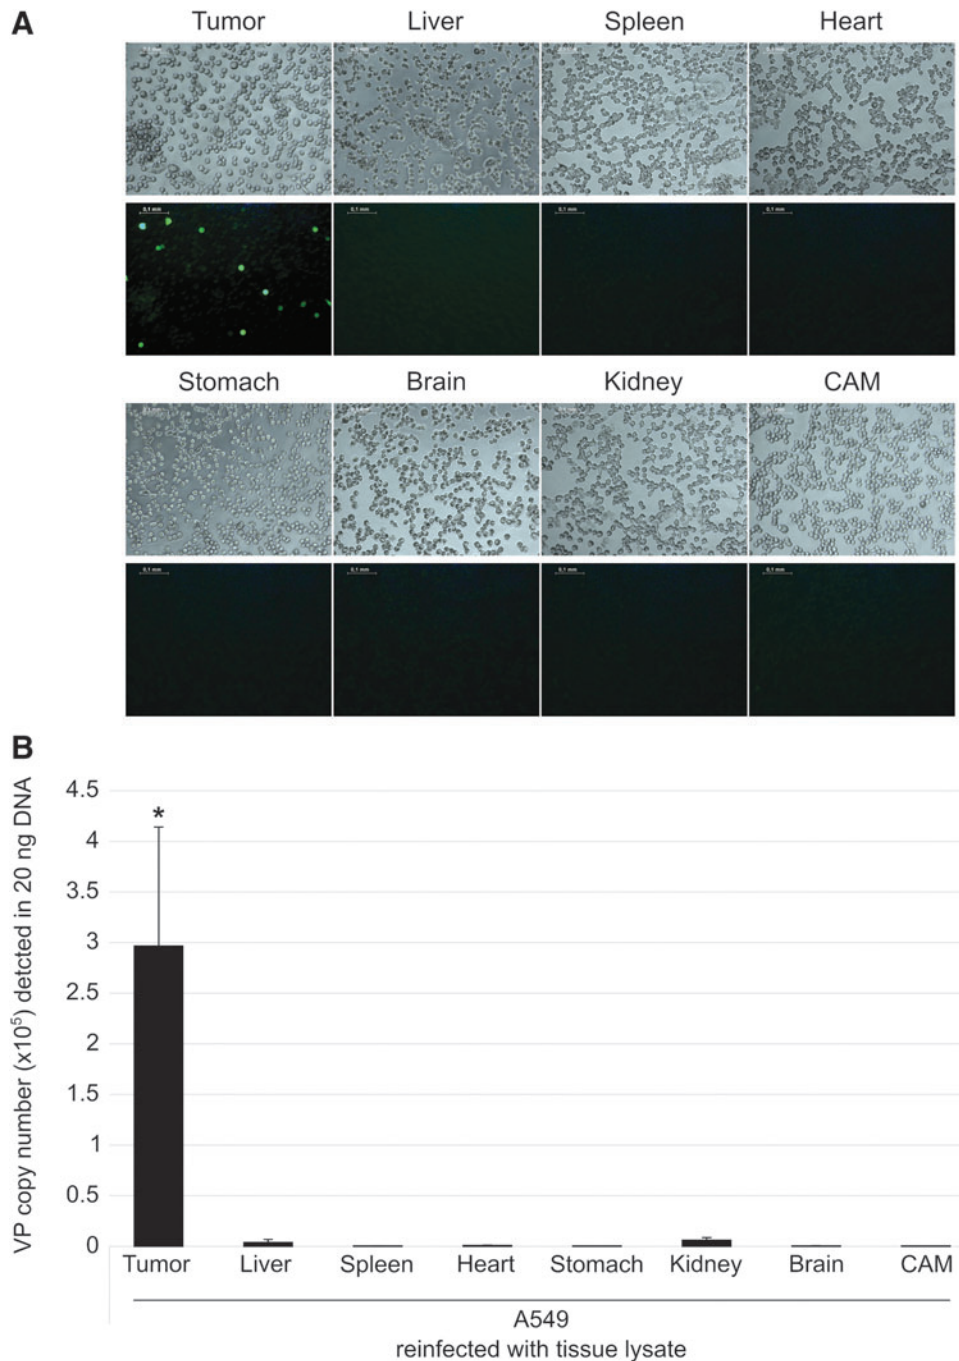 A
Tumor Liver Spleen Heart
0,1 mm 0,1 mm 0,1 mm 0,1 mm
Stomach Brain Kidney CAM
0,1 mm 0,1 mm 0,1 mm 0,1 mm
B
VP copy number (x10⁵) detcted in 20 ng DNA
4.5
4
3.5
3
2.5
2
1.5
1
0.5
0
*
Tumor Liver Spleen Heart Stomach Kidney Brain CAM
A549
reinfected with tissue lysate